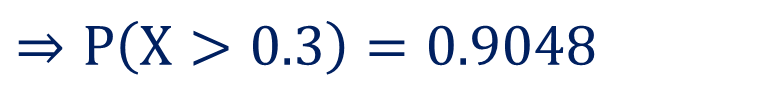 ⇒ P(X > 0.3) = 0.9048